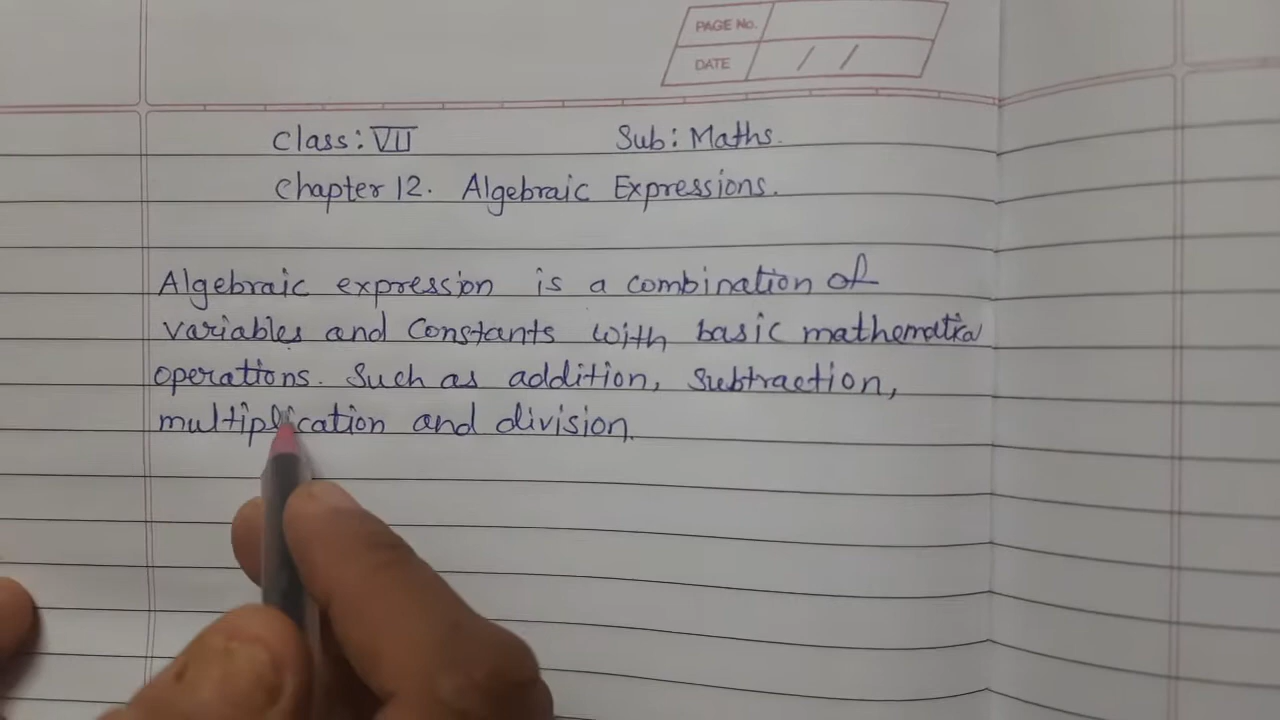 PAGE No.
DATE / /
Class: VII Sub: Maths.
Chapter 12. Algebraic Expressions.
Algebraic expression is a combination of
variables and constants with basic mathematical
operations. Such as addition, subtraction,
multiplication and division.